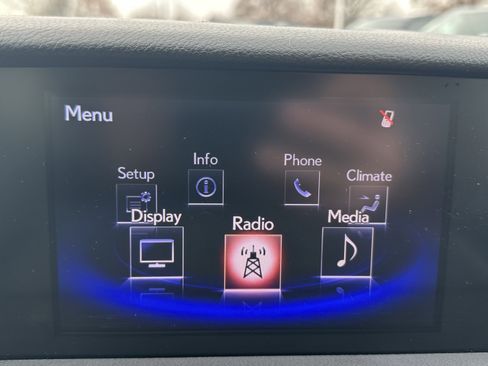 Menu
Info
Phone
Setup
Climate
Display
Radio
Media